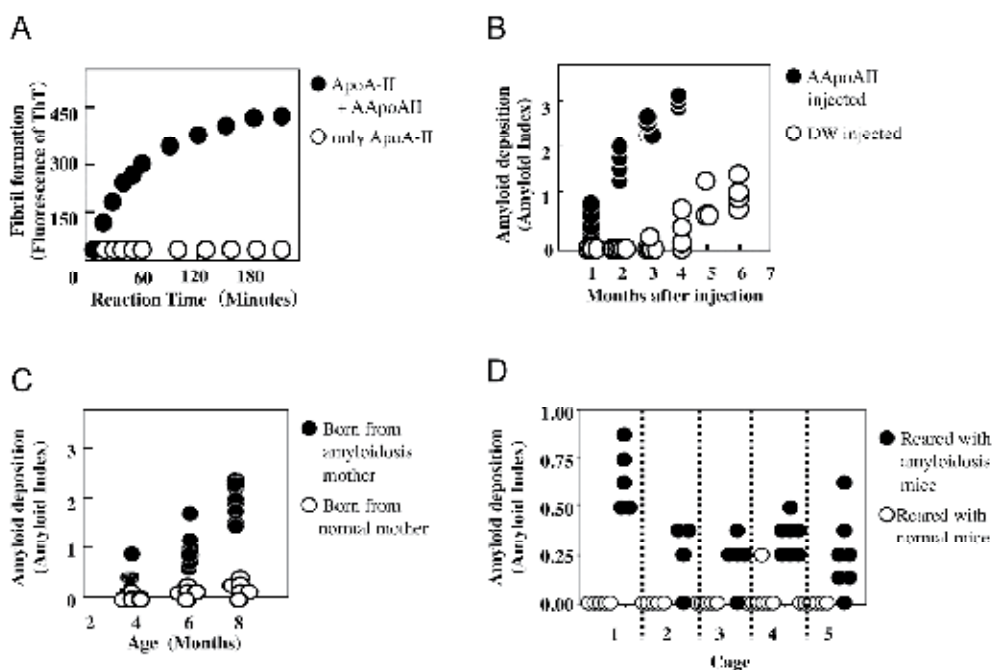 A
Fibril formation
(Fluorescence of ThT)
450
300
150
0
60
120
180
Reaction Time (Minutes)
ApoA-II
+ AApoAII
only ApoA-II
B
Amyloid deposition
(Amyloid Index)
3
2
1
0
1 2 3 4 5 6 7
Months after injection
AApoAII
injected
DW injected
C
Amyloid deposition
(Amyloid Index)
3
2
1
0
2 4 6 8
Age (Months)
Born from
amyloidosis
mother
Born from
normal mother
D
Amyloid deposition
(Amyloid Index)
1.00
0.75
0.50
0.25
0.00
1 2 3 4 5
Cage
Reared with
amyloidosis
mice
Reared with
normal mice